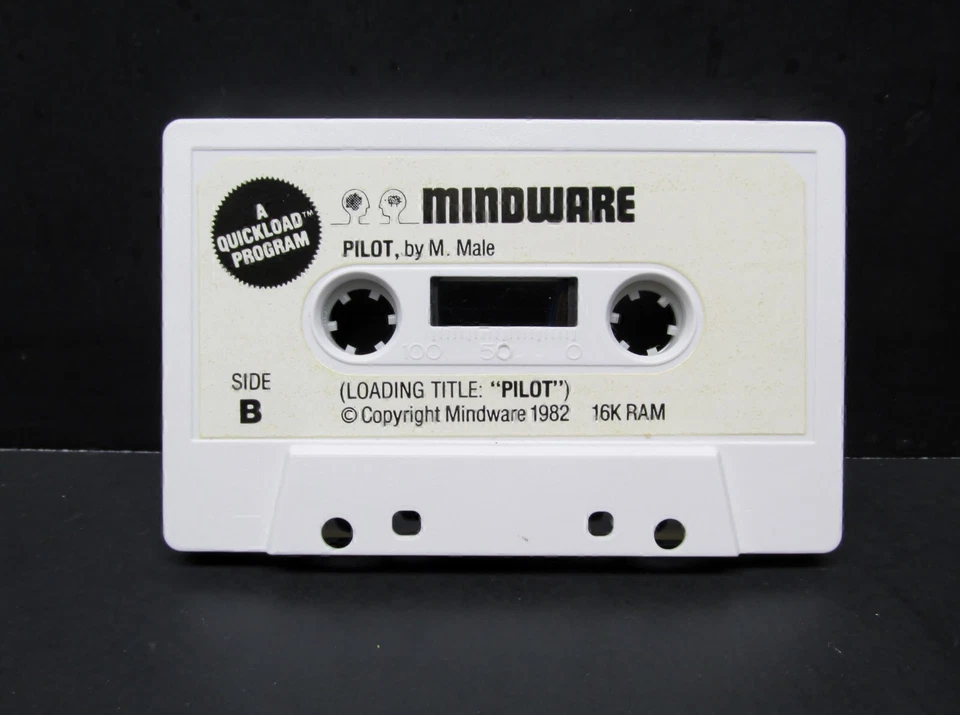 A
QUICKLOAD™
PROGRAM
MINDWARE
PILOT, by M. Male
100 50 0
SIDE
B
(LOADING TITLE: “PILOT”)
© Copyright Mindware 1982 16K RAM